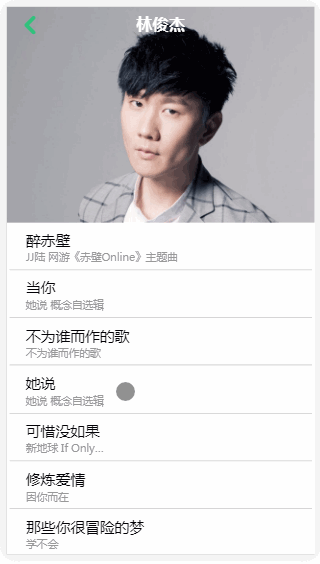 林俊杰
醉赤壁
JJ陆 网游《赤壁Online》主题曲
当你
她说 概念自选辑
不为谁而作的歌
不为谁而作的歌
她说
她说 概念自选辑
可惜没如果
新地球 If Only...
修炼爱情
因你而在
那些你很冒险的梦
学不会